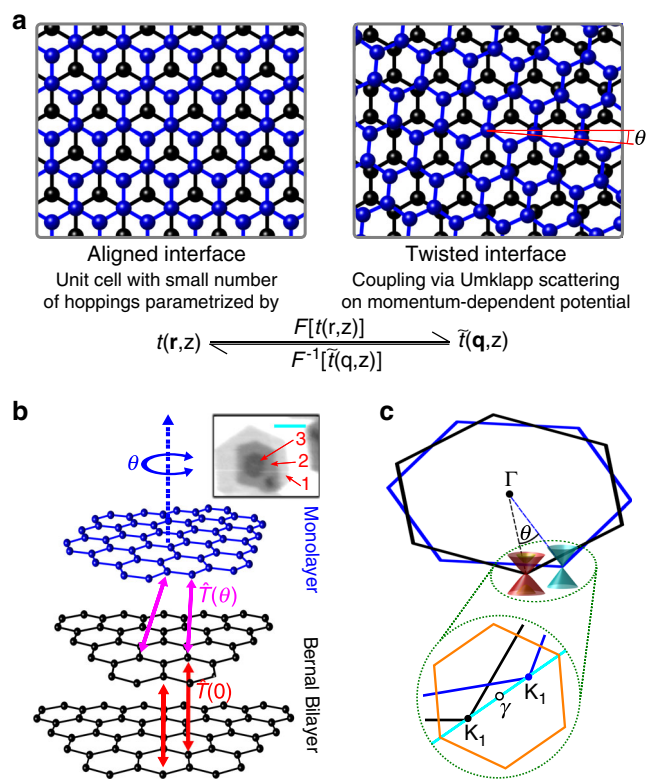 a
θ
Aligned interface
Twisted interface
Unit cell with small number
of hoppings parametrized by
Coupling via Umklapp scattering
on momentum-dependent potential
t(r,z)
F[t(r,z)]
F⁻¹[t̃(q,z)]
t̃(q,z)
b
θ
3
2
1
Monolayer
T̂(θ)
Bernal Bilayer
T̂(0)
c
Γ
θ
K₁
γ
K₁